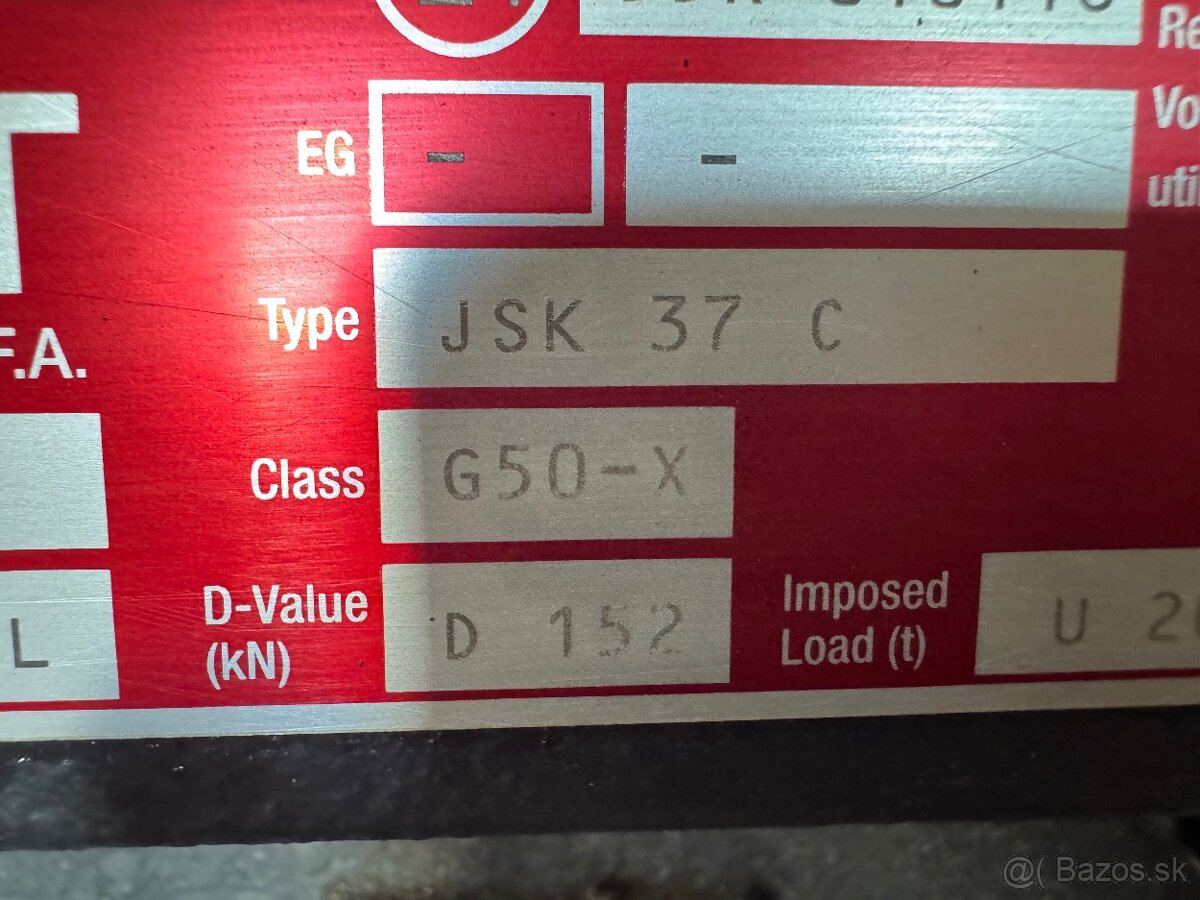 Re
EG - -
Vo
uti
Type JSK 37 C
F.A.
Class G50-X
D-Value
(kN) D 152
Imposed
Load (t) U 2
L
@( Bazos.sk